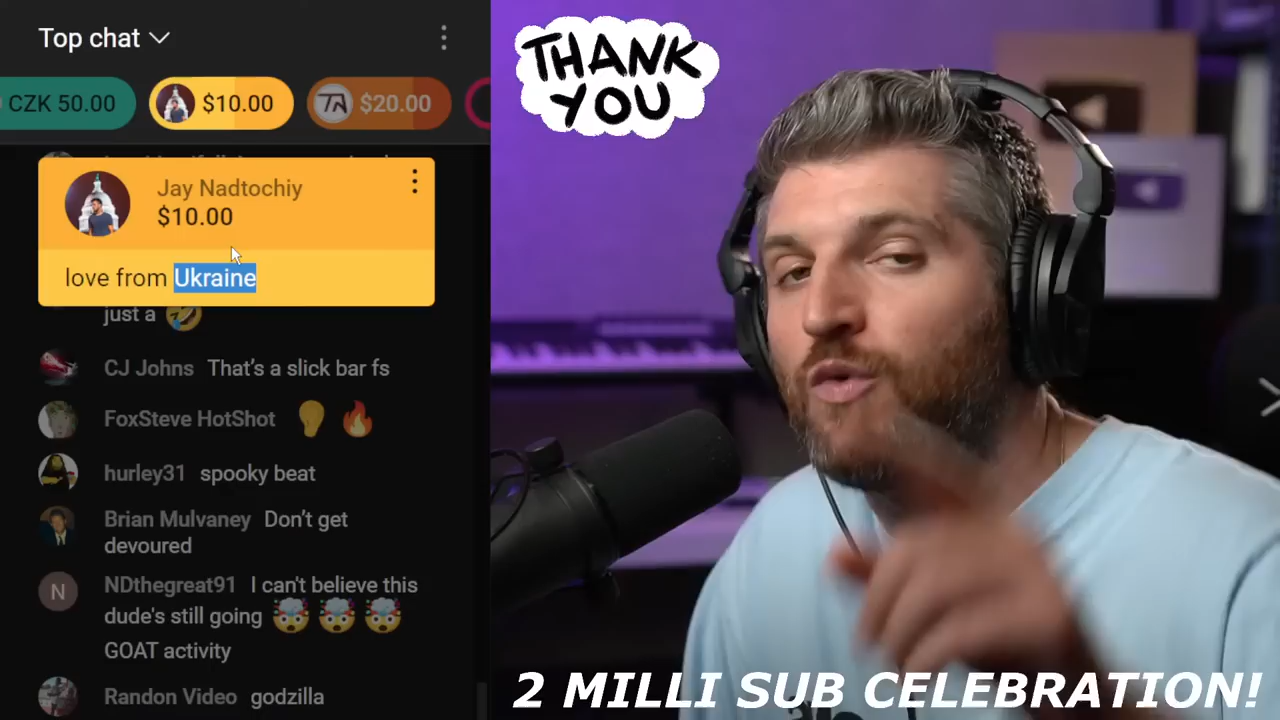 Top chat
CZK 50.00
$10.00
TA $20.00
Jay Nadtochiy
$10.00
love from Ukraine
just a 🤣
CJ Johns That’s a slick bar fs
FoxSteve HotShot 👂 🔥
hurley31 spooky beat
Brian Mulvaney Don’t get
devoured
N NDthegreat91 I can't believe this
dude's still going 🤯 🤯 🤯
GOAT activity
Randon Video godzilla
THANK
YOU
2 MILLI SUB CELEBRATION!